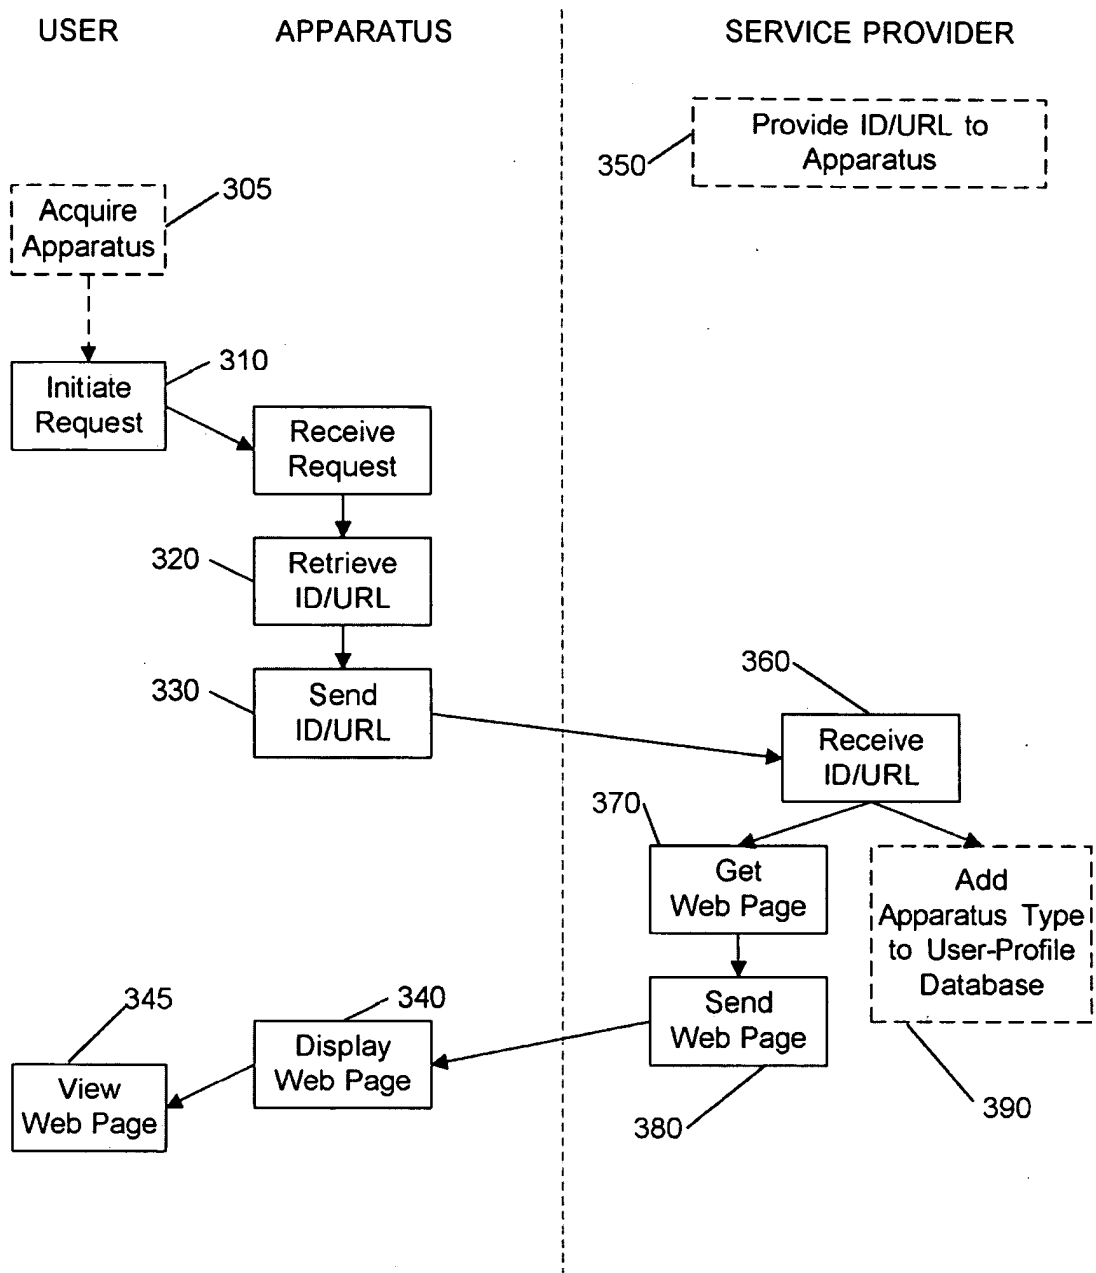 USER
APPARATUS
SERVICE PROVIDER
Provide ID/URL to
Apparatus
350
305
Acquire
Apparatus
310
Initiate
Request
Receive
Request
320
Retrieve
ID/URL
330
Send
ID/URL
360
Receive
ID/URL
370
Get
Web Page
Add
Apparatus Type
to User-Profile
Database
345
340
Send
Web Page
Display
Web Page
View
Web Page
380
390